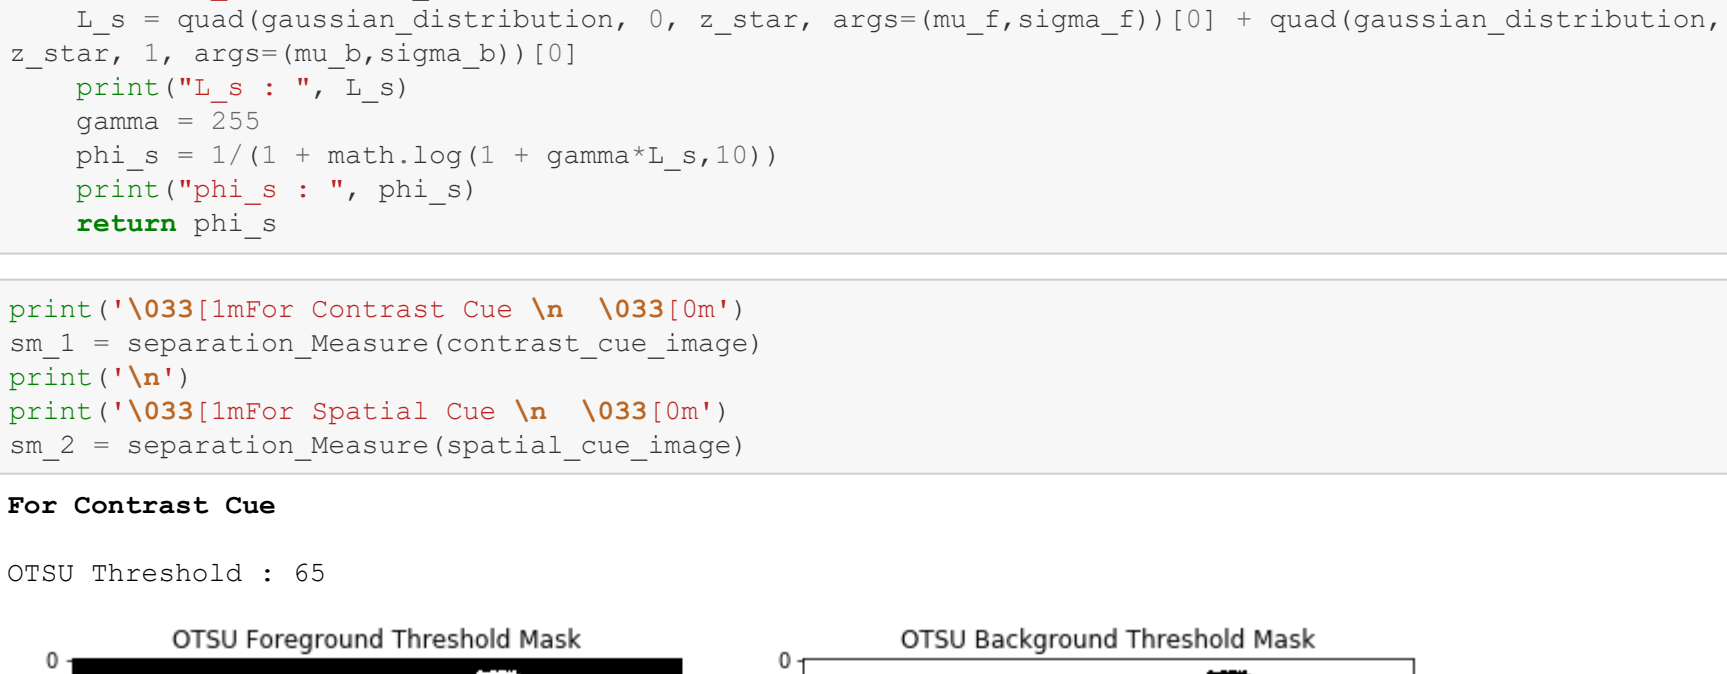 L_s = quad(gaussian_distribution, 0, z_star, args=(mu_f,sigma_f))[0] + quad(gaussian_distribution,
z_star, 1, args=(mu_b,sigma_b))[0]
    print("L_s : ", L_s)
    gamma = 255
    phi_s = 1/(1 + math.log(1 + gamma*L_s,10))
    print("phi_s : ", phi_s)
    return phi_s
print('\033[1mFor Contrast Cue \n  \033[0m')
sm_1 = separation_Measure(contrast_cue_image)
print('\n')
print('\033[1mFor Spatial Cue \n  \033[0m')
sm_2 = separation_Measure(spatial_cue_image)
For Contrast Cue
OTSU Threshold : 65
OTSU Foreground Threshold Mask
0
OTSU Background Threshold Mask
0